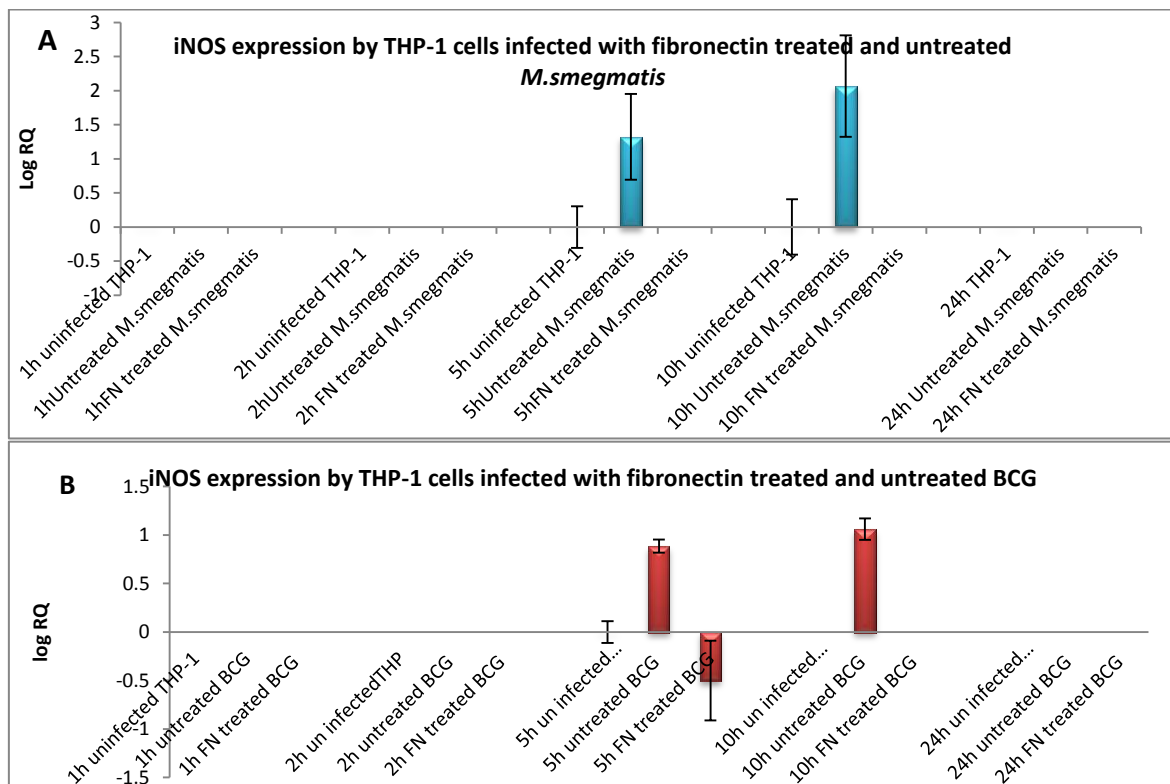 A
iNOS expression by THP-1 cells infected with fibronectin treated and untreated
M.smegmatis
Log RQ
3
2.5
2
1.5
1
0.5
0
-0.5
-1
1h uninfected THP-1
1hUntreated M.smegmatis
1hFN treated M.smegmatis
2h uninfected THP-1
2hUntreated M.smegmatis
2h FN treated M.smegmatis
5h uninfected THP-1
5hUntreated M.smegmatis
5hFN treated M.smegmatis
10h uninfected THP-1
10h Untreated M.smegmatis
10h FN treated M.smegmatis
24h THP-1
24h Untreated M.smegmatis
24h FN treated M.smegmatis
B
iNOS expression by THP-1 cells infected with fibronectin treated and untreated BCG
log RQ
1.5
1
0.5
0
-0.5
-1
-1.5
1h uninfected THP-1
1h untreated BCG
1h FN treated BCG
2h un infectedTHP
2h untreated BCG
2h FN treated BCG
5h un infected...
5h untreated BCG
5h FN treated BCG
10h un infected...
10h untreated BCG
10h FN treated BCG
24h un infected...
24h untreated BCG
24h FN treated BCG